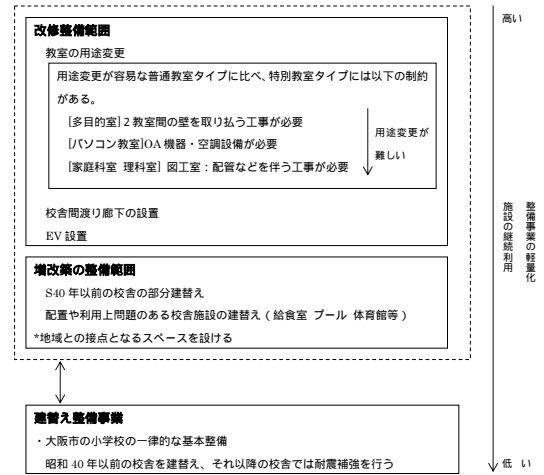 改修整備範囲
教室の用途変更
用途変更が容易な普通教室タイプに比べ、特別教室タイプには以下の制約
がある。
[多目的室] 2 教室間の壁を取り払う工事が必要
[パソコン教室]OA 機器・空調設備が必要
[家庭科室 理科室] 図工室：配管などを伴う工事が必要
用途変更が
難しい
校舎間渡り廊下の設置
EV 設置
増改築の整備範囲
S40 年以前の校舎の部分建替え
配置や利用上問題のある校舎施設の建替え（給食室 プール 体育館等）
*地域との接点となるスペースを設ける
建替え整備事業
・大阪市の小学校の一律的な基本整備
昭和 40 年以前の校舎を建替え、それ以降の校舎では耐震補強を行う
高い
整備事業の軽量化
施設の継続利用
低 い